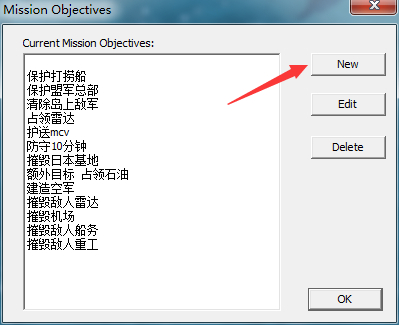 Mission Objectives
Current Mission Objectives:
保护打捞船
保护盟军总部
清除岛上敌军
占领雷达
护送mcv
防守10分钟
摧毁日本基地
额外目标 占领石油
建造空军
摧毁敌人雷达
摧毁机场
摧毁敌人船务
摧毁敌人重工
New
Edit
Delete
OK